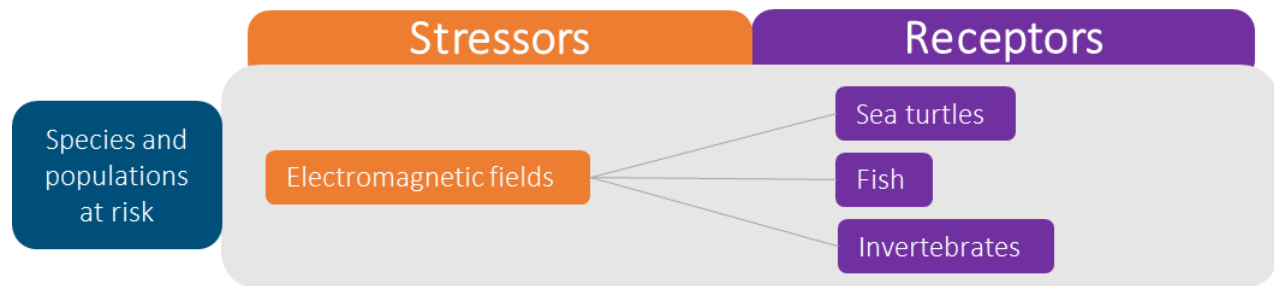 Stressors
Receptors
Species and
populations
at risk
Electromagnetic fields
Sea turtles
Fish
Invertebrates